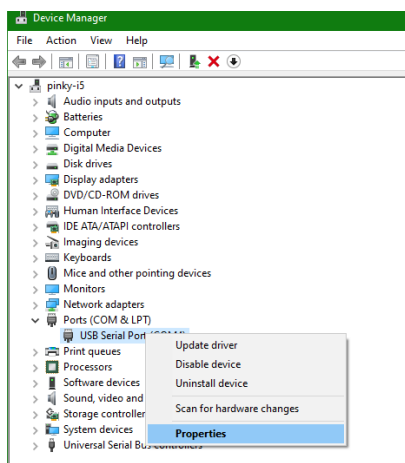 Device Manager
File Action View Help
pinky-i5
Audio inputs and outputs
Batteries
Computer
Digital Media Devices
Disk drives
Display adapters
DVD/CD-ROM drives
Human Interface Devices
IDE ATA/ATAPI controllers
Imaging devices
Keyboards
Mice and other pointing devices
Monitors
Network adapters
Ports (COM & LPT)
USB Serial Port
Print queues
Processors
Software devices
Sound, video and
Storage controller
System devices
Universal Serial Bus controllers
Update driver
Disable device
Uninstall device
Scan for hardware changes
Properties